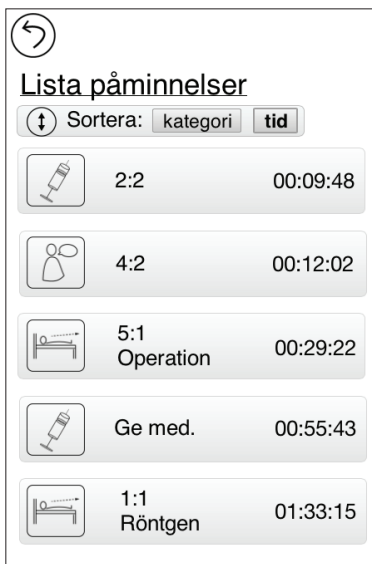 Lista påminnelser
Sortera: kategori tid
2:2 00:09:48
4:2 00:12:02
5:1
Operation 00:29:22
Ge med. 00:55:43
1:1
Röntgen 01:33:15